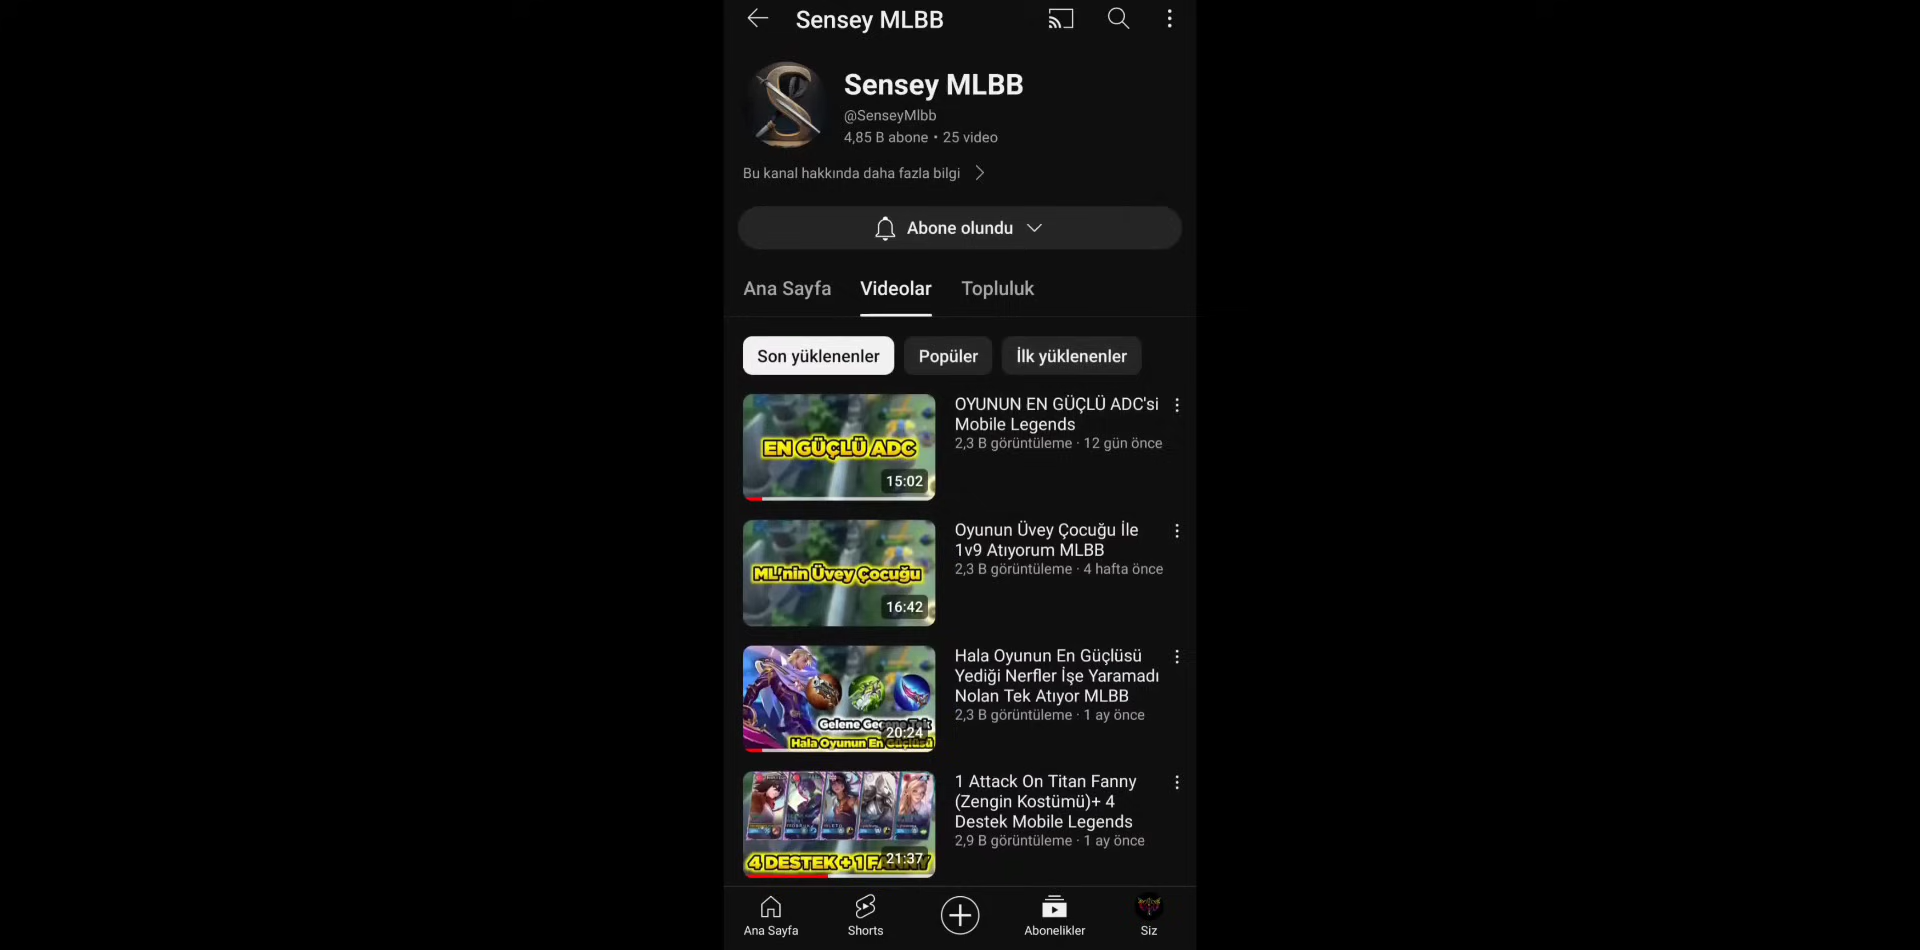 Sensey MLBB
Sensey MLBB
@SenseyMlbb
4,85 B abone • 25 video
Bu kanal hakkında daha fazla bilgi
Abone olundu
Ana Sayfa Videolar Topluluk
Son yüklenenler Popüler İlk yüklenenler
EN GÜÇLÜ ADC
15:02
OYUNUN EN GÜÇLÜ ADC'si
Mobile Legends
2,3 B görüntüleme · 12 gün önce
ML'nin Üvey Çocuğu
16:42
Oyunun Üvey Çocuğu İle
1v9 Atıyorum MLBB
2,3 B görüntüleme · 4 hafta önce
Gelene Geçene Tek
20:24
Hala Oyunun En Güçlüsü
Hala Oyunun En Güçlüsü
Yediği Nerfler İşe Yaramadı
Nolan Tek Atıyor MLBB
2,3 B görüntüleme · 1 ay önce
4 DESTEK + 1 FANNY
21:37
1 Attack On Titan Fanny
(Zengin Kostümü)+ 4
Destek Mobile Legends
2,9 B görüntüleme · 1 ay önce
Ana Sayfa Shorts Abonelikler Siz